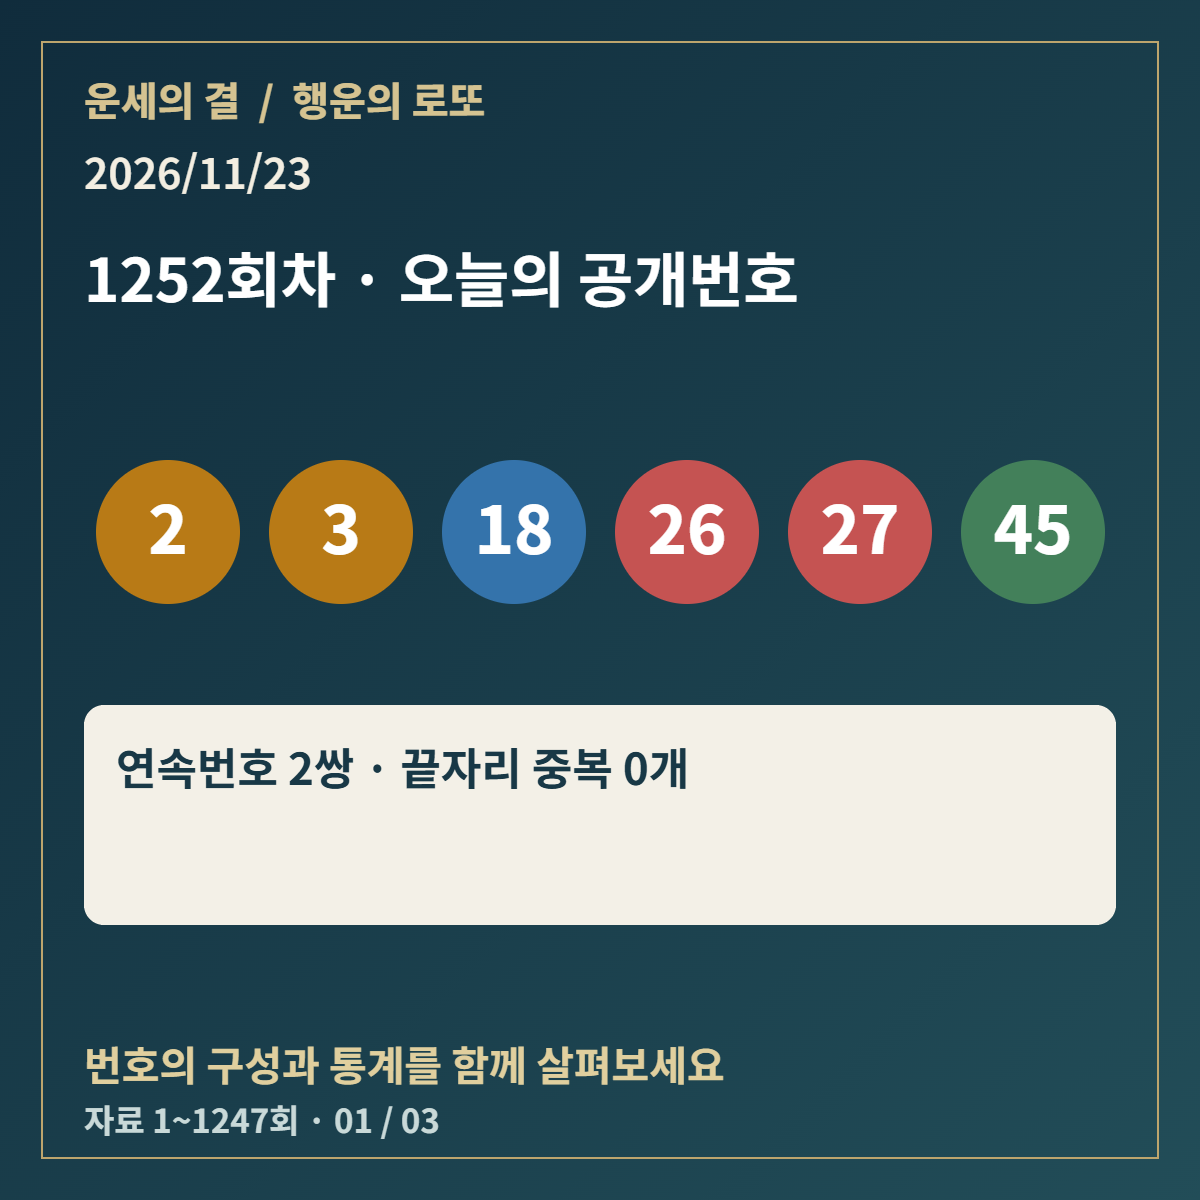 운세의 결 / 행운의 로또
2026/11/23
1252회차 · 오늘의 공개번호
2 3 18 26 27 45
연속번호 2쌍 · 끝자리 중복 0개
번호의 구성과 통계를 함께 살펴보세요
자료 1~1247회 · 01 / 03